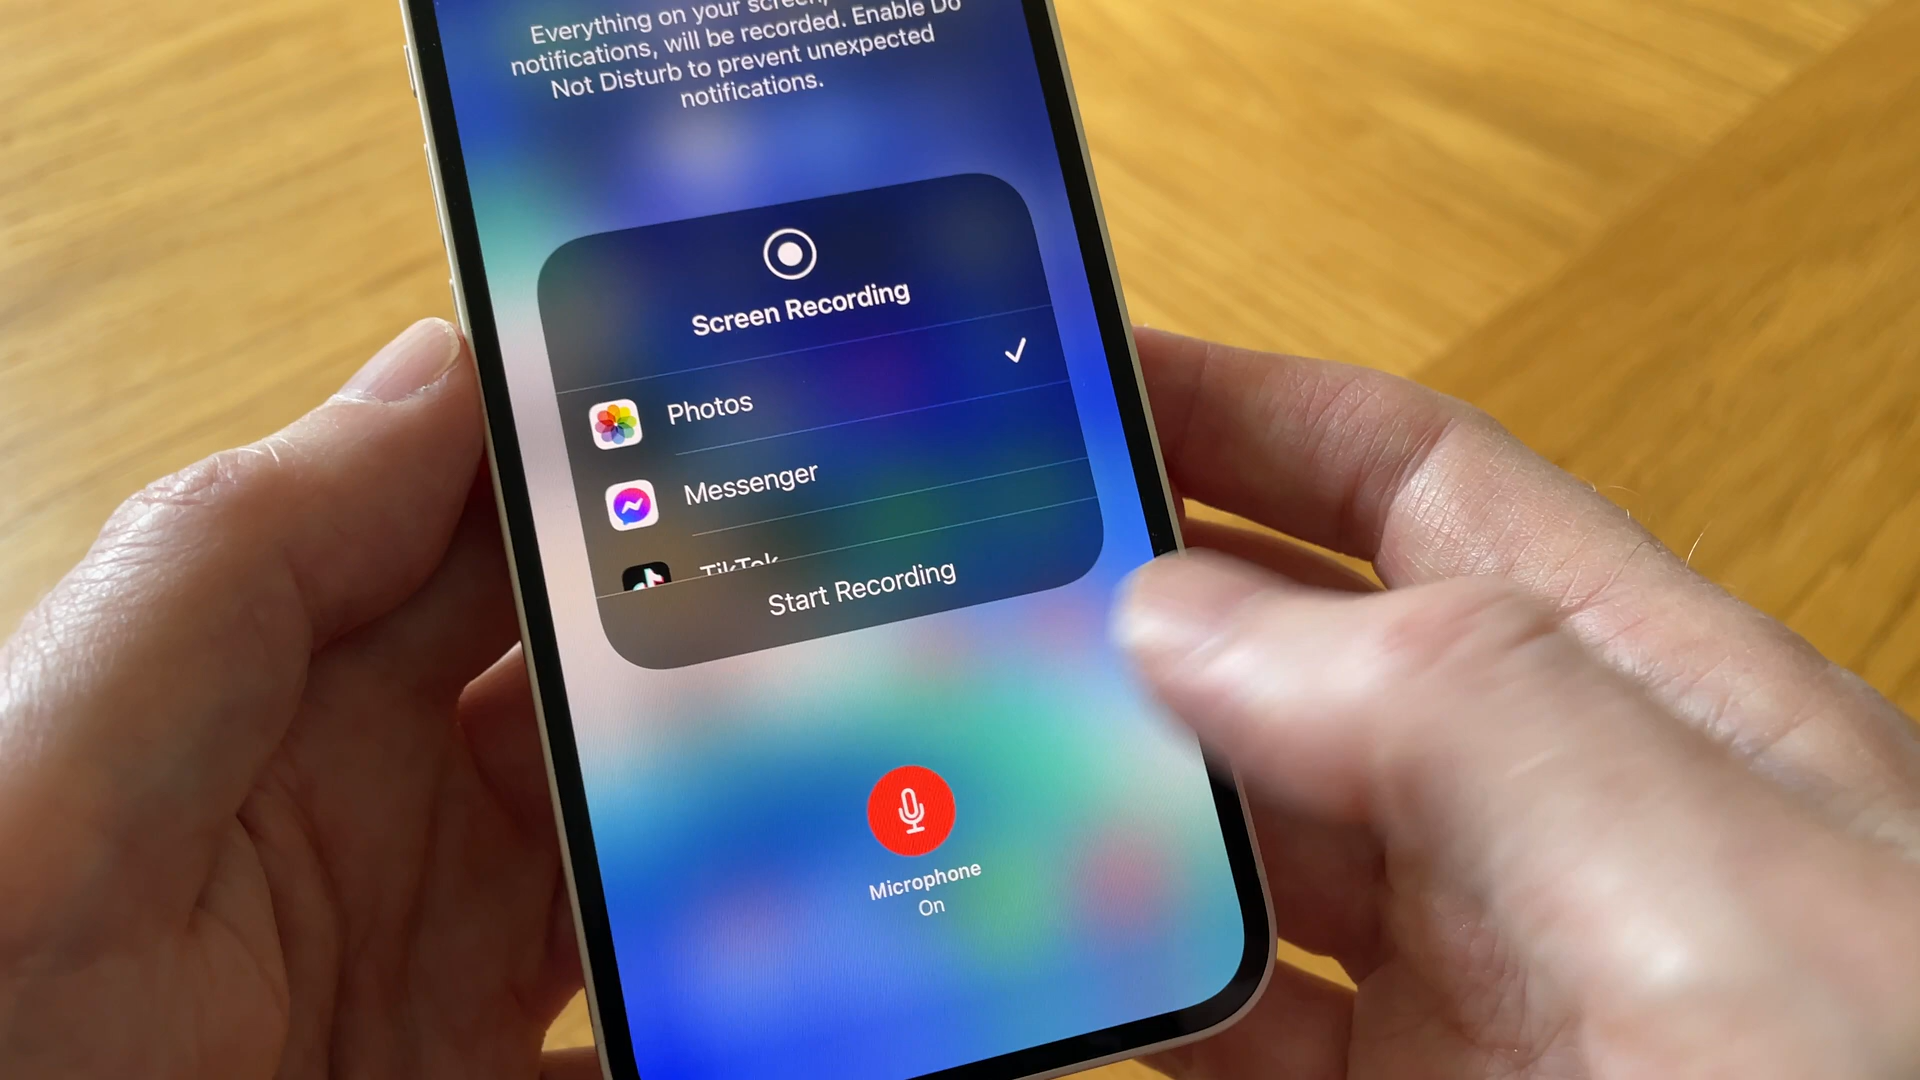 Everything on your screen,
notifications, will be recorded. Enable Do
Not Disturb to prevent unexpected
notifications.
Screen Recording
Photos
Messenger
TikTok
Start Recording
Microphone
On